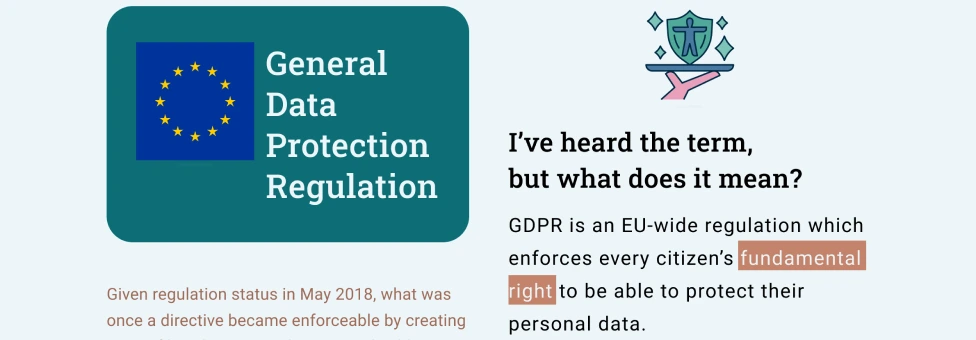 General
Data
Protection
Regulation
Given regulation status in May 2018, what was
once a directive became enforceable by creating
I’ve heard the term,
but what does it mean?
GDPR is an EU-wide regulation which
enforces every citizen’s fundamental
right to be able to protect their
personal data.